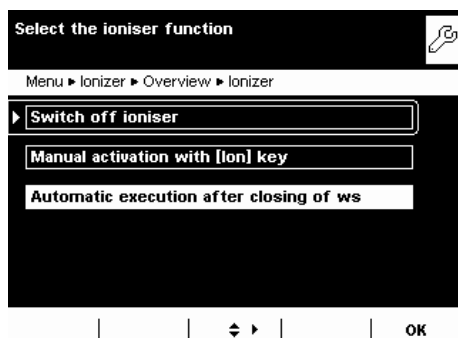 Select the ioniser function
Menu ▸ Ionizer ▸ Overview ▸ Ionizer
Switch off ioniser
Manual activation with [Ion] key
Automatic execution after closing of ws
OK